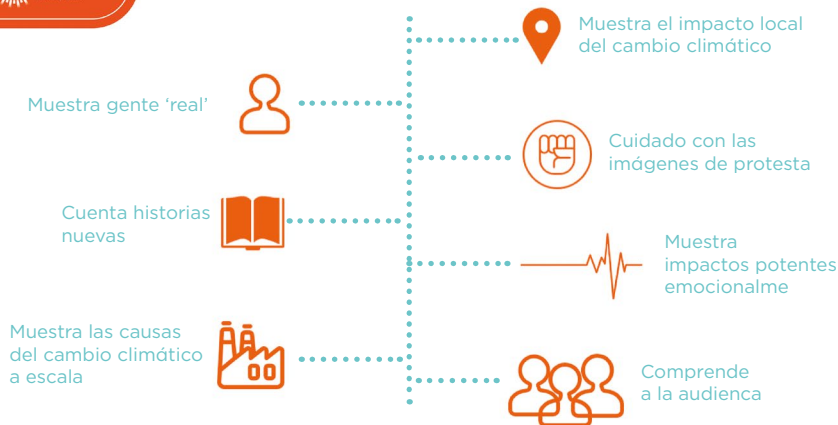 Muestra el impacto local
del cambio climático
Muestra gente ‘real’
Cuidado con las
imágenes de protesta
Cuenta historias
nuevas
Muestra
impactos potentes
emocionalme
Muestra las causas
del cambio climático
a escala
Comprende
a la audienca